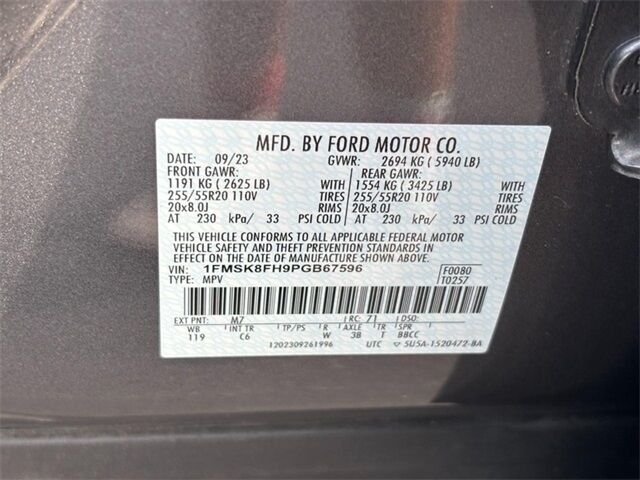 MFD. BY FORD MOTOR CO.
DATE: 09/23 GVWR: 2694 KG ( 5940 LB)
FRONT GAWR: REAR GAWR:
1191 KG ( 2625 LB) WITH 1554 KG ( 3425 LB) WITH
255/55R20 110V TIRES 255/55R20 110V TIRES
20x8.0J RIMS 20x8.0J RIMS
AT 230 kPa/ 33 PSI COLD AT 230 kPa/ 33 PSI COLD
THIS VEHICLE CONFORMS TO ALL APPLICABLE FEDERAL MOTOR
VEHICLE SAFETY AND THEFT PREVENTION STANDARDS IN
EFFECT ON THE DATE OF MANUFACTURE SHOWN ABOVE.
VIN: 1FMSK8FH9PGB67596 F0080
TYPE: MPV T0257
EXT PNT: M7 RC: 71 DSO:
WB INT TR TP/PS R AXLE TR SPR
119 C6 W 3B T BBCC
1202309261996 UTC ▽ 5U5A-1520472-BA